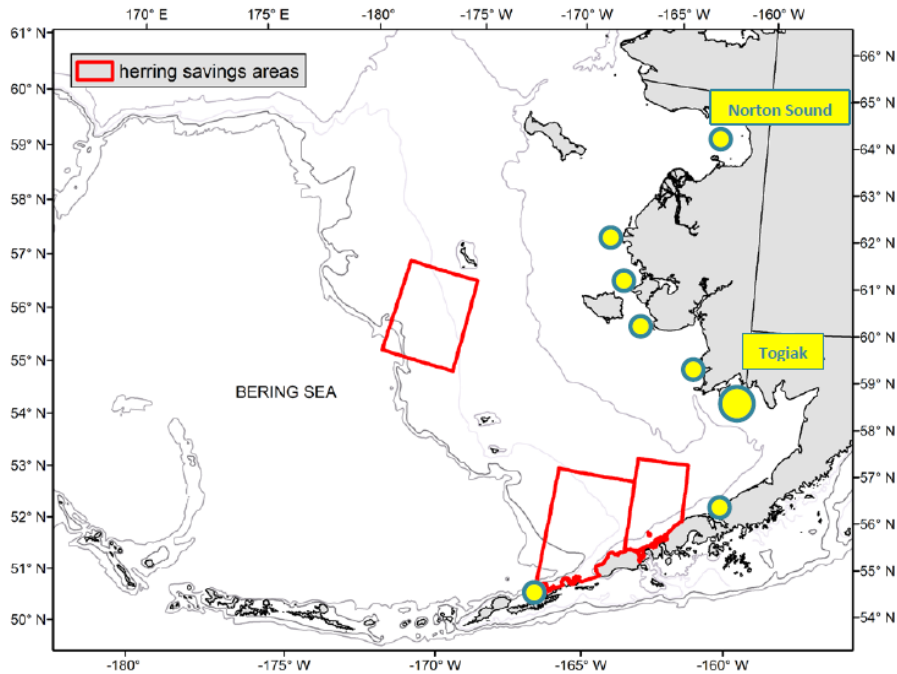 170° E
175° E
-180° W
-175° W
-170° W
-165° W
-160° W
61° N
60° N
59° N
58° N
57° N
56° N
55° N
54° N
53° N
52° N
51° N
50° N
herring savings areas
Norton Sound
Togiak
BERING SEA
66° N
65° N
64° N
63° N
62° N
61° N
60° N
59° N
58° N
57° N
56° N
55° N
54° N
-180° W
-175° W
-170° W
-165° W
-160° W